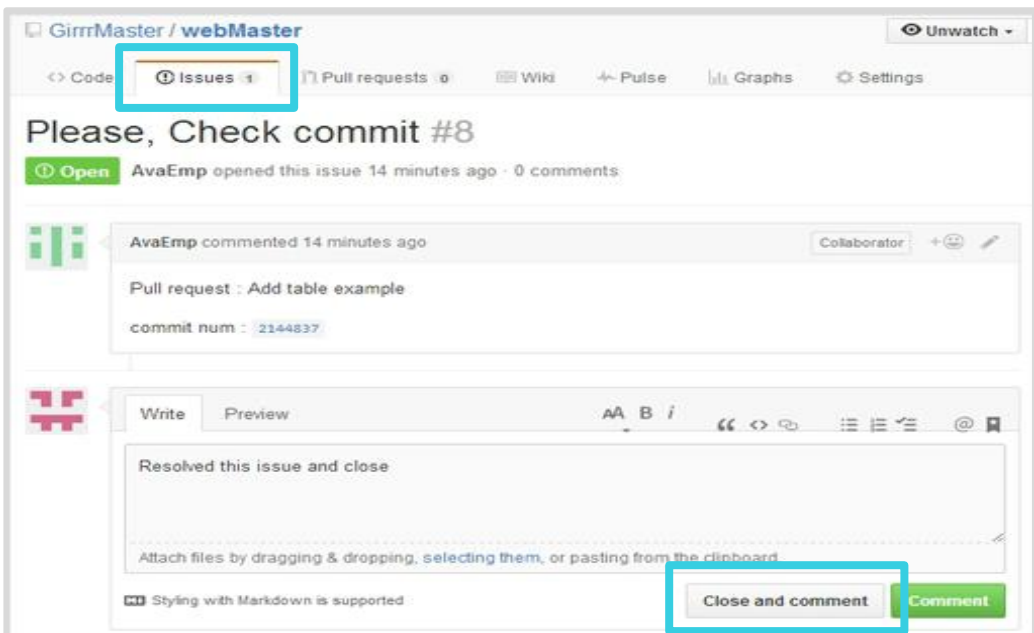 GirrrMaster / webMaster
Unwatch
<> Code Issues 1 Pull requests 0 Wiki Pulse Graphs Settings
Please, Check commit #8
Open AvaEmp opened this issue 14 minutes ago · 0 comments
AvaEmp commented 14 minutes ago Collaborator
Pull request : Add table example
commit num : 2144837
Write Preview AA B i
Resolved this issue and close
Attach files by dragging & dropping, selecting them, or pasting from the clipboard
Styling with Markdown is supported Close and comment Comment